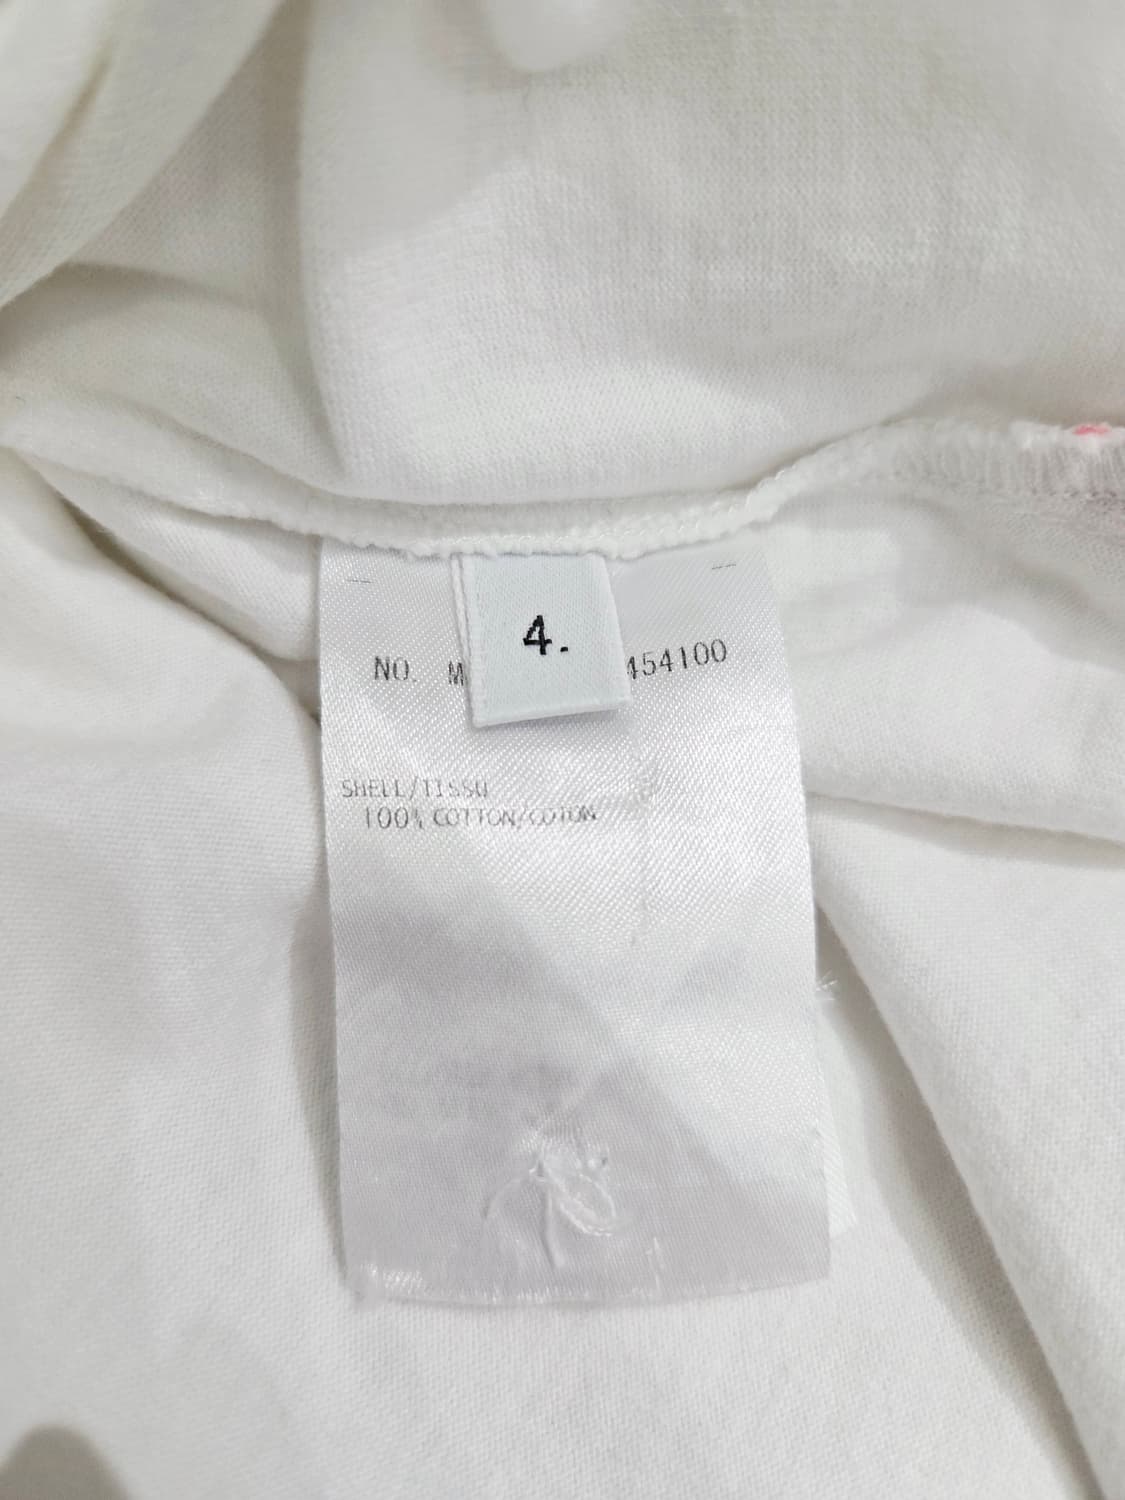 4.
NO. M 454100
SHELL/TISSU
100% COTTON/COTON